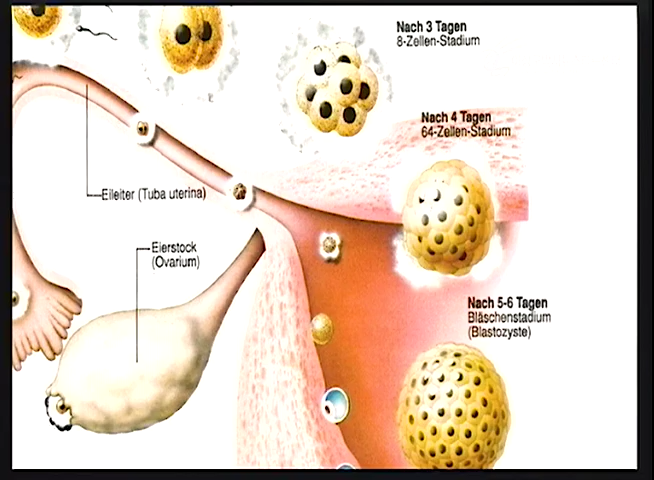 Nach 3 Tagen
8-Zellen-Stadium
Nach 4 Tagen
64-Zellen-Stadium
Eileiter (Tuba uterina)
Eierstock
(Ovarium)
Nach 5-6 Tagen
Bläschenstadium
(Blastozyste)